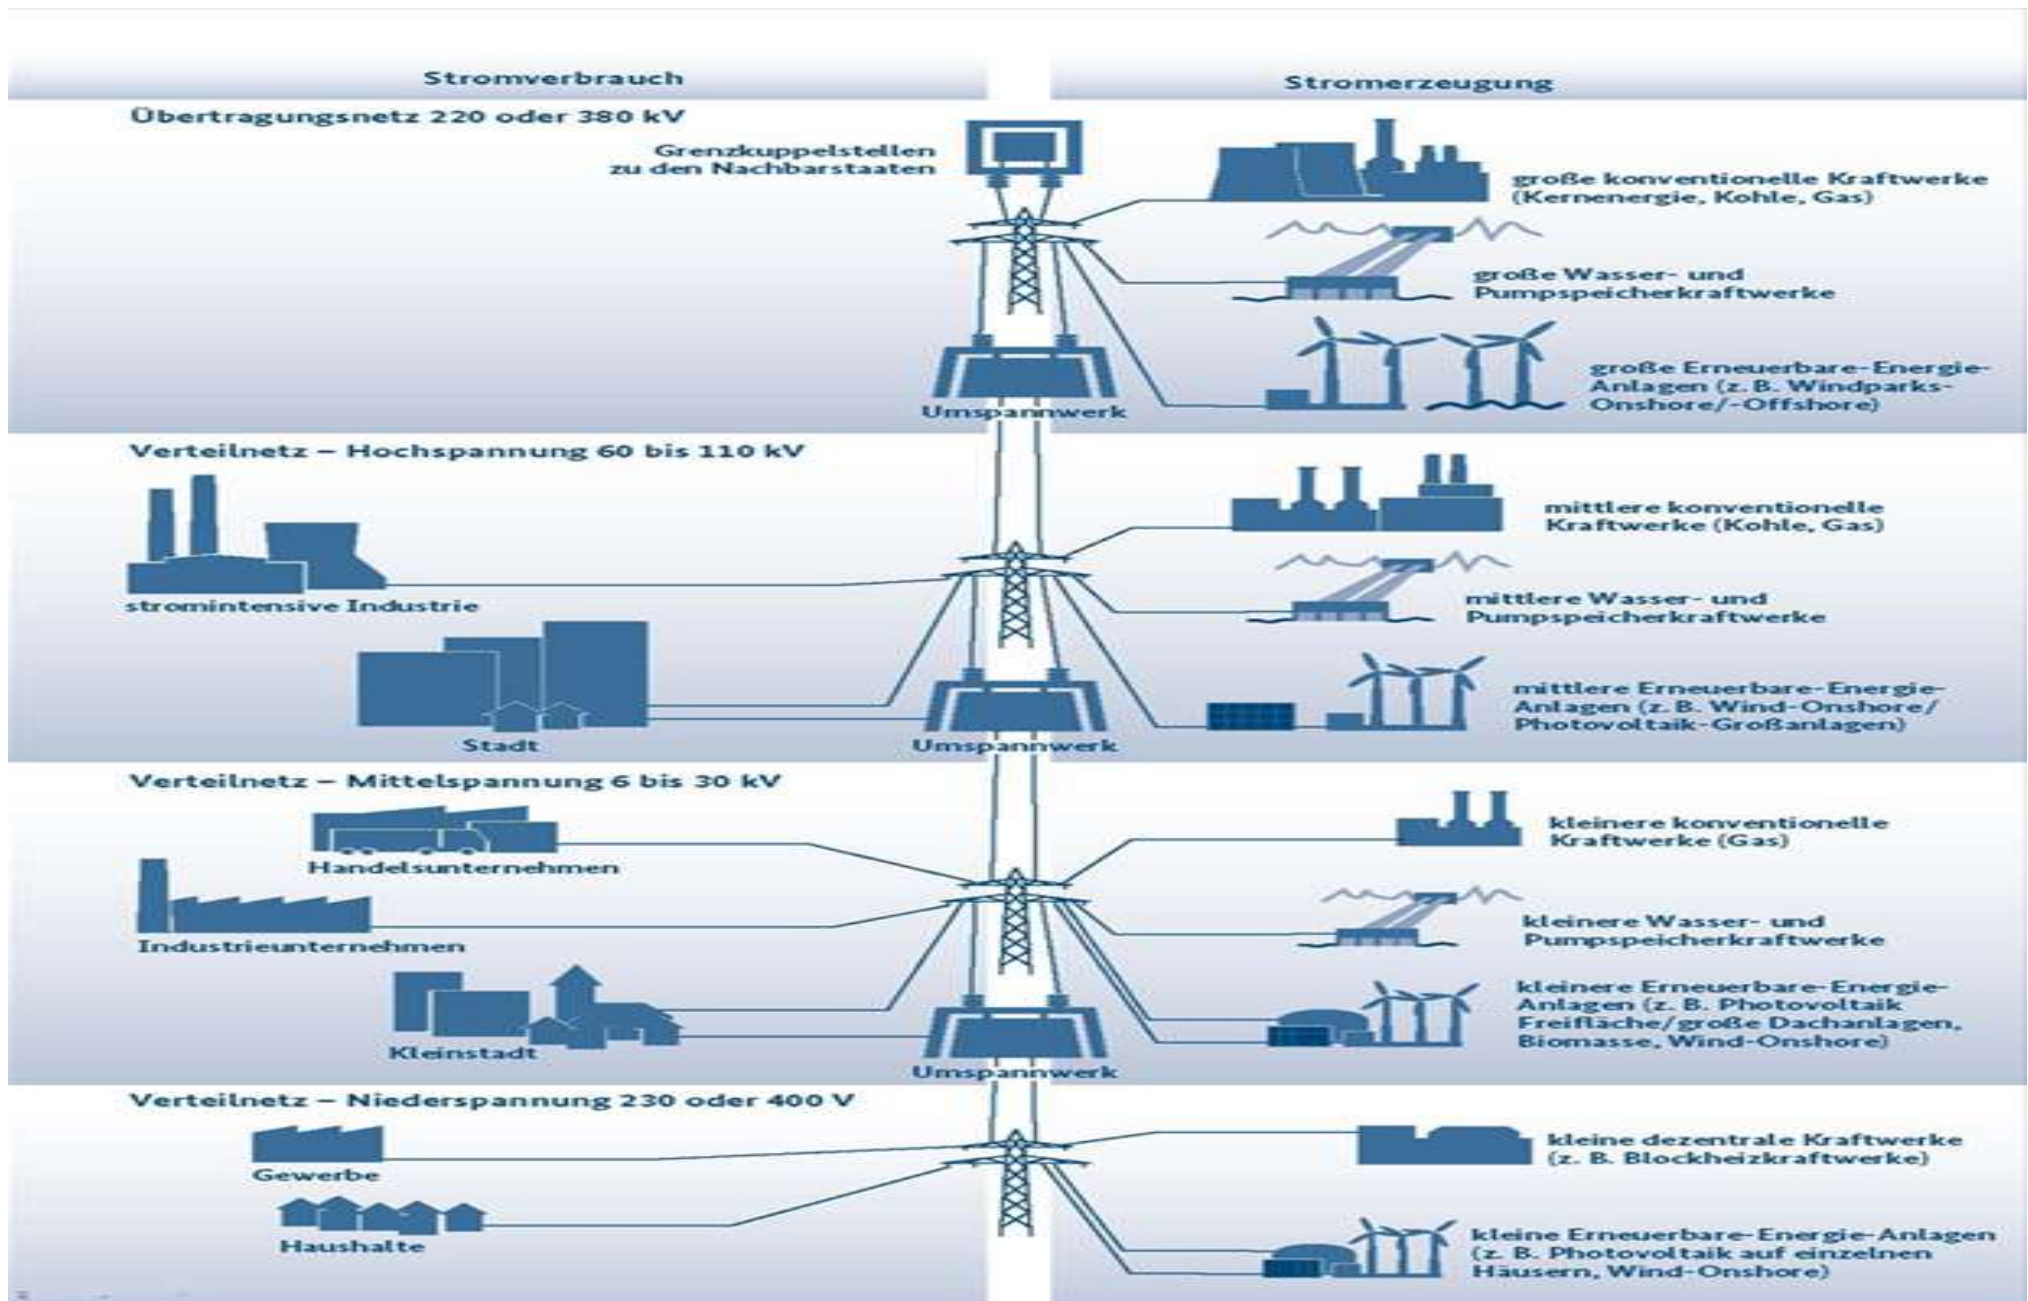 Stromverbrauch
Stromerzeugung
Übertragungsnetz 220 oder 380 kV
Grenzkuppelstellen
zu den Nachbarstaaten
große konventionelle Kraftwerke
(Kernenergie, Kohle, Gas)
große Wasser- und
Pumpspeicherkraftwerke
große Erneuerbare-Energie-
Anlagen (z. B. Windparks-
Onshore/-Offshore)
Umspannwerk
Verteilnetz – Hochspannung 60 bis 110 kV
stromintensive Industrie
Stadt
mittlere konventionelle
Kraftwerke (Kohle, Gas)
mittlere Wasser- und
Pumpspeicherkraftwerke
mittlere Erneuerbare-Energie-
Anlagen (z. B. Wind-Onshore/
Photovoltaik-Großanlagen)
Umspannwerk
Verteilnetz – Mittelspannung 6 bis 30 kV
Handelsunternehmen
Industrieunternehmen
Kleinstadt
kleinere konventionelle
Kraftwerke (Gas)
kleinere Wasser- und
Pumpspeicherkraftwerke
kleinere Erneuerbare-Energie-
Anlagen (z. B. Photovoltaik
Freifläche/große Dachanlagen,
Biomasse, Wind-Onshore)
Umspannwerk
Verteilnetz – Niederspannung 230 oder 400 V
Gewerbe
Haushalte
kleine dezentrale Kraftwerke
(z. B. Blockheizkraftwerke)
kleine Erneuerbare-Energie-Anlagen
(z. B. Photovoltaik auf einzelnen
Häusern, Wind-Onshore)